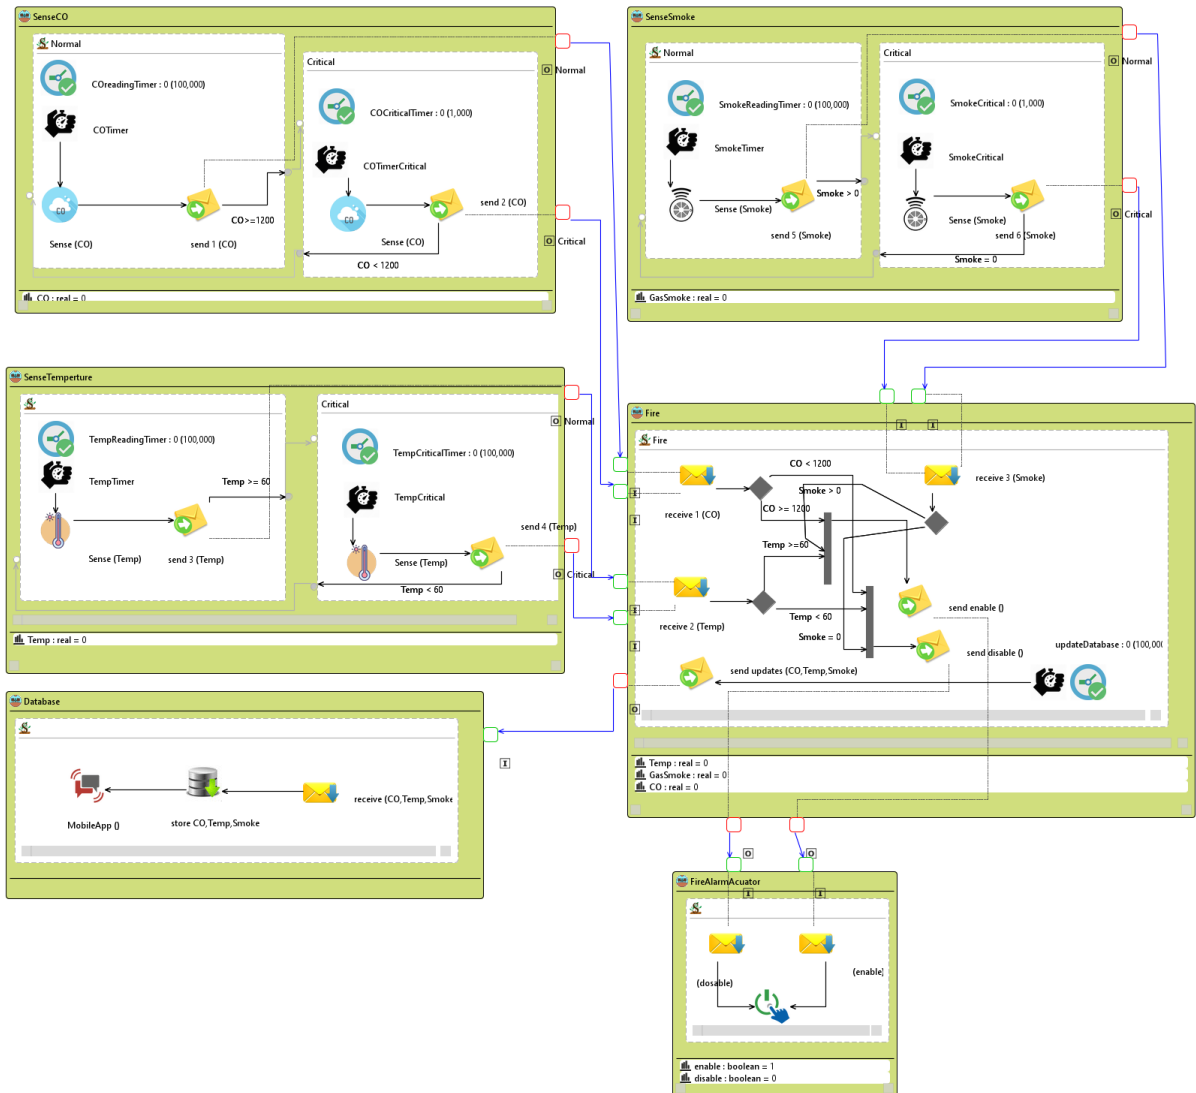 SenseCO
Normal
COreadingTimer : 0 (100,000)
COTimer
CO
Sense (CO)
send 1 (CO)
CO>=1200
Critical
COCriticalTimer : 0 (1,000)
COTimerCritical
CO
Sense (CO)
send 2 (CO)
CO < 1200
O Normal
O Critical
CO : real = 0
SenseSmoke
Normal
SmokeReadingTimer : 0 (100,000)
SmokeTimer
Sense (Smoke)
Smoke > 0
send 5 (Smoke)
Critical
SmokeCritical : 0 (1,000)
SmokeCritical
Sense (Smoke)
send 6 (Smoke)
Smoke = 0
O Normal
O Critical
GasSmoke : real = 0
SenseTemperture
TempReadingTimer : 0 (100,000)
TempTimer
Temp >= 60
Sense (Temp)
send 3 (Temp)
Critical
TempCriticalTimer : 0 (100,000)
TempCritical
send 4 (Temp)
Sense (Temp)
Temp < 60
O Normal
O Critical
Temp : real = 0
Fire
I
I
Fire
CO < 1200
receive 3 (Smoke)
Smoke > 0
I
receive 1 (CO)
CO >= 1200
I
Temp >=60
I
send enable ()
Temp < 60
receive 2 (Temp)
Smoke = 0
I
send disable ()
updateDatabase : 0 (100,000
send updates (CO,Temp,Smoke)
O
Temp : real = 0
GasSmoke : real = 0
CO : real = 0
Database
I
receive (CO,Temp,Smoke
store CO,Temp,Smoke
MobileApp ()
O
O
FireAlarmAcuator
I
I
(dosable)
(enable)
enable : boolean = 1
disable : boolean = 0